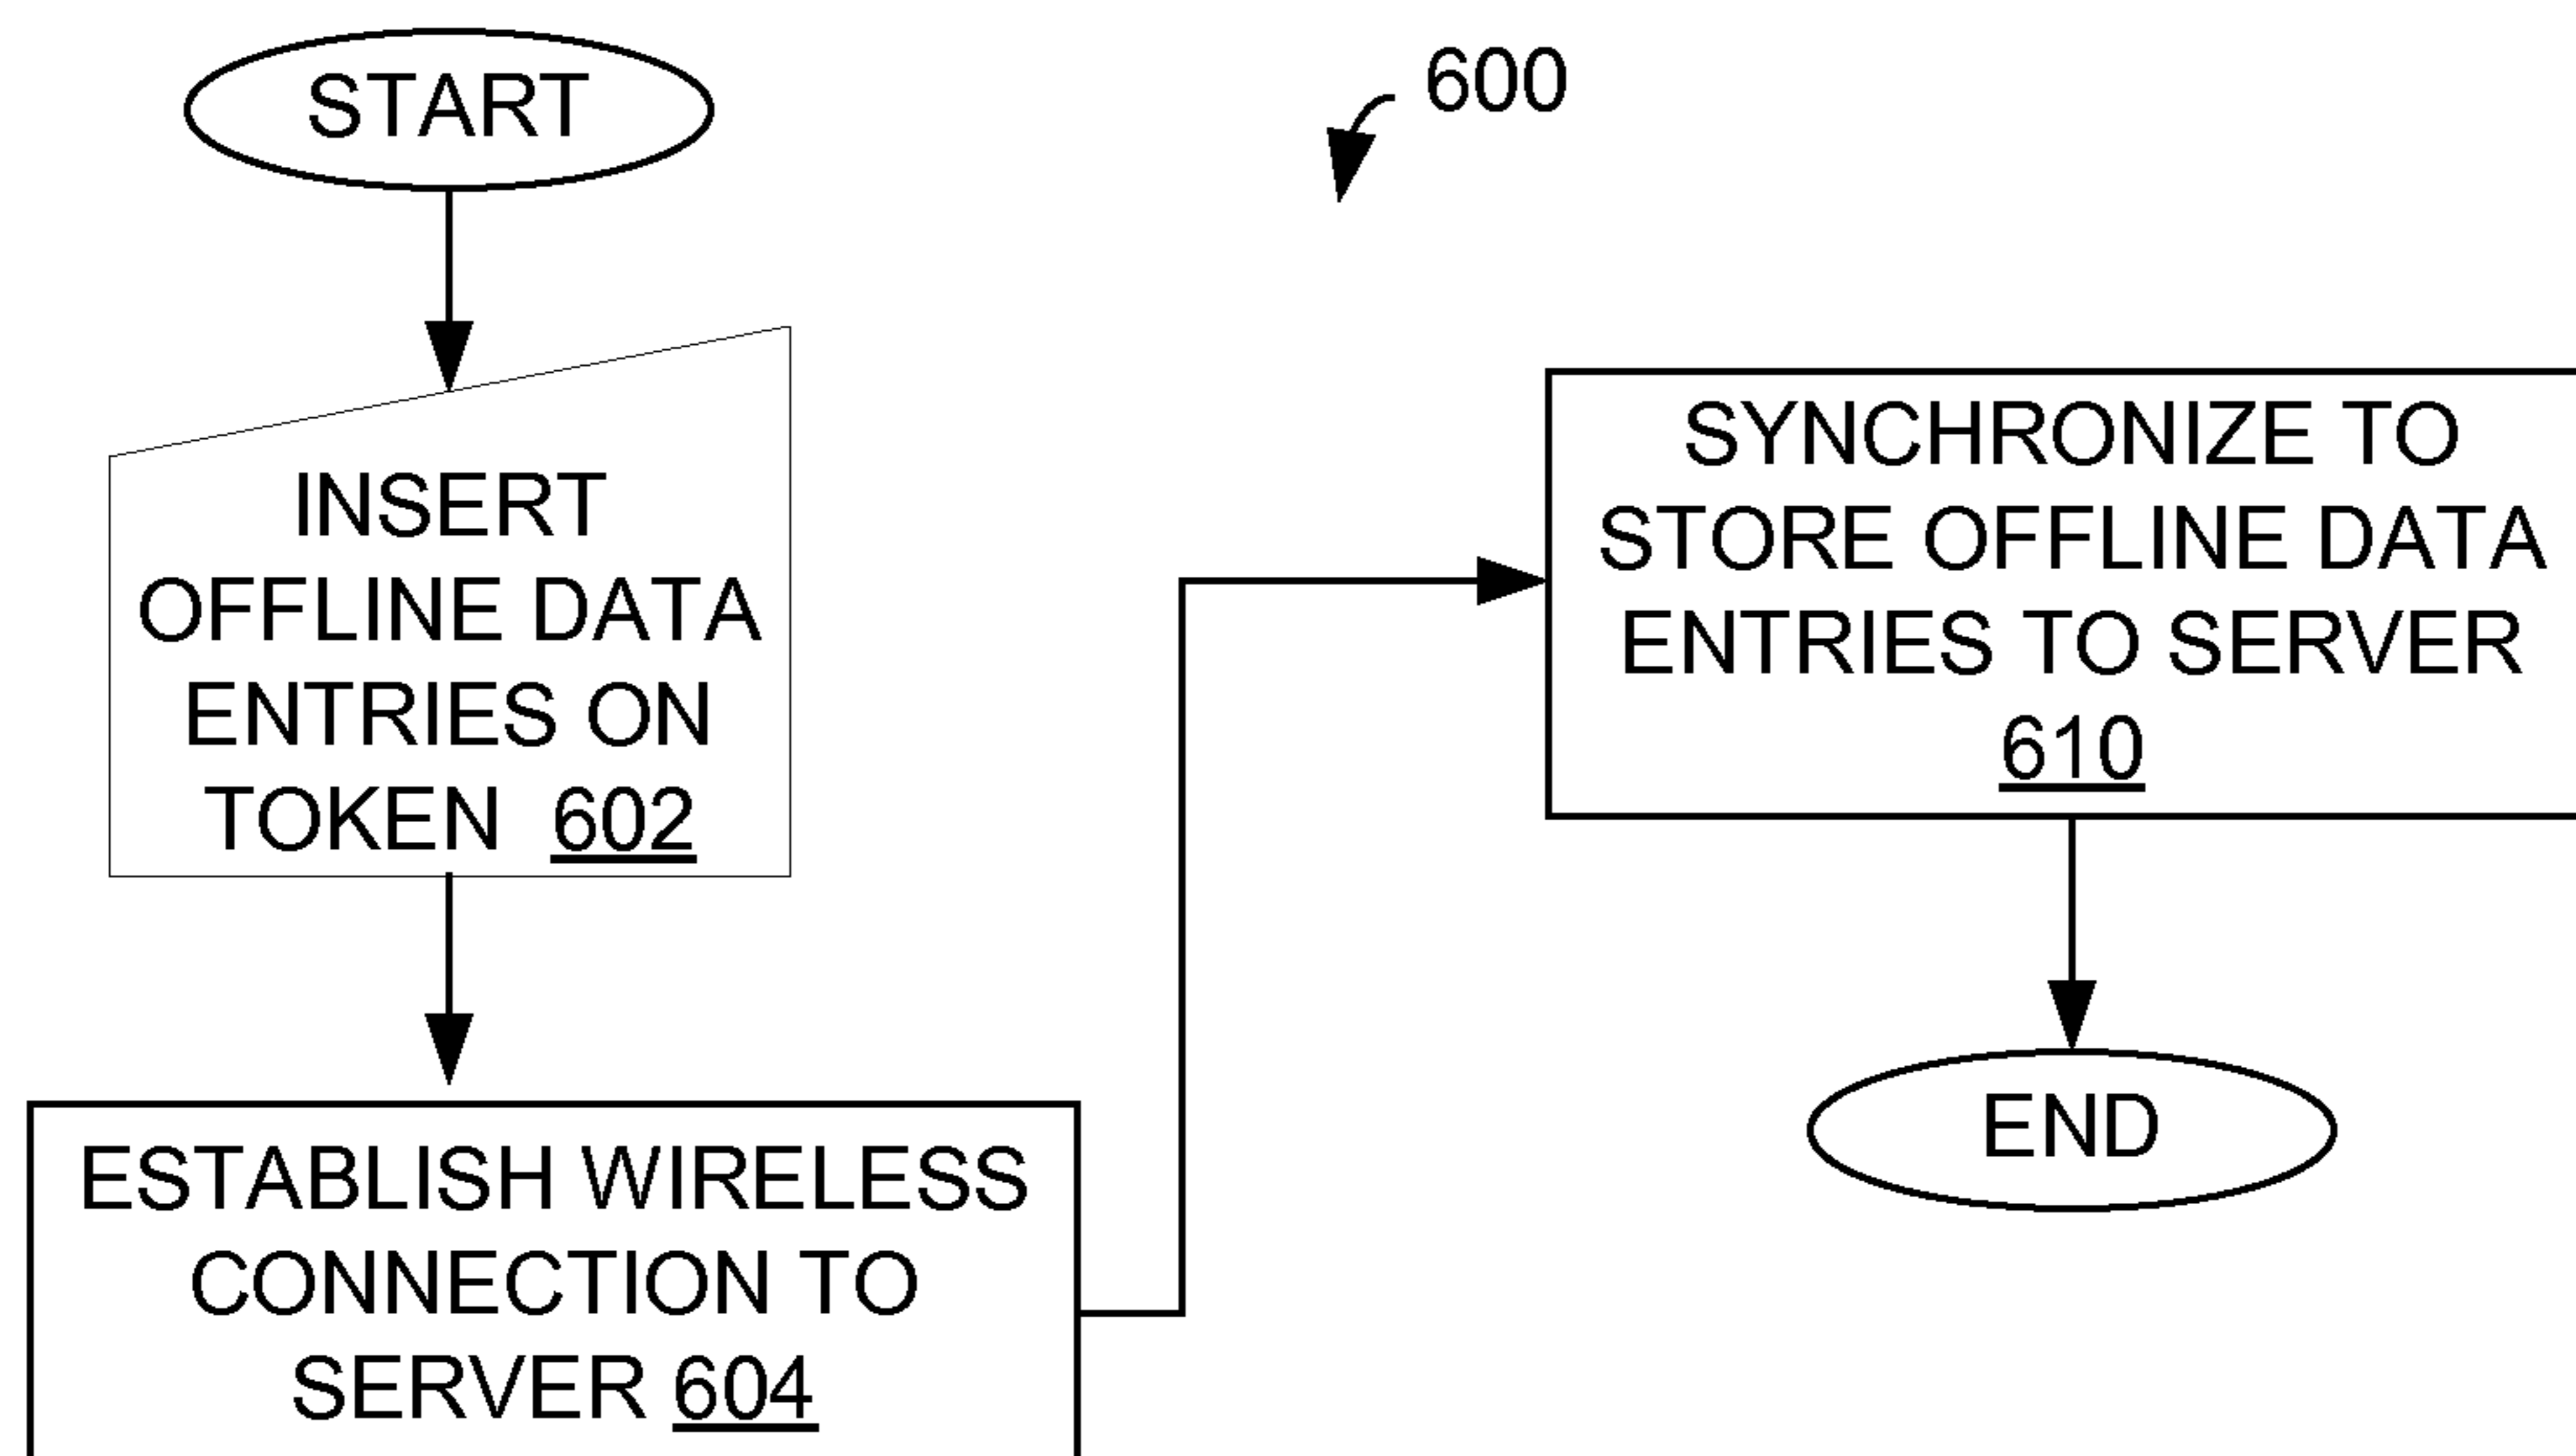 START
600
INSERT
OFFLINE DATA
ENTRIES ON
TOKEN 602
ESTABLISH WIRELESS
CONNECTION TO
SERVER 604
SYNCHRONIZE TO
STORE OFFLINE DATA
ENTRIES TO SERVER
610
END